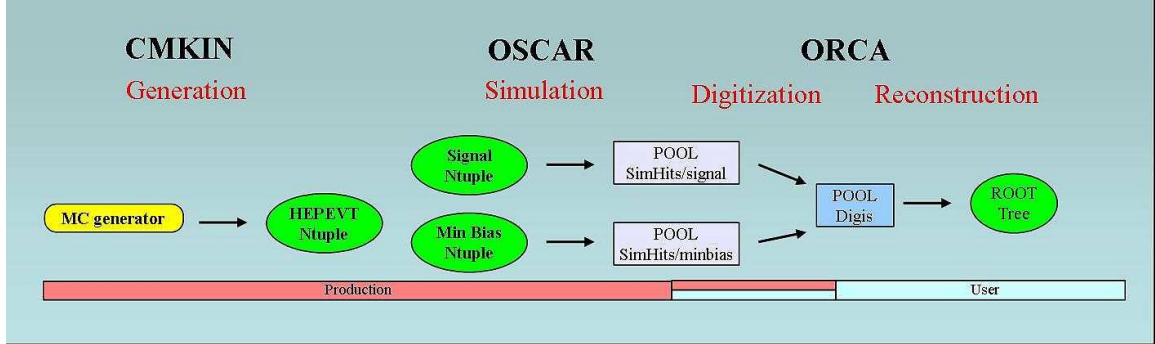 CMKIN
OSCAR
ORCA
Generation
Simulation
Digitization
Reconstruction
MC generator
HEPEVT
Ntuple
Signal
Ntuple
Min Bias
Ntuple
POOL
SimHits/signal
POOL
SimHits/minbias
POOL
Digis
ROOT
Tree
Production
User